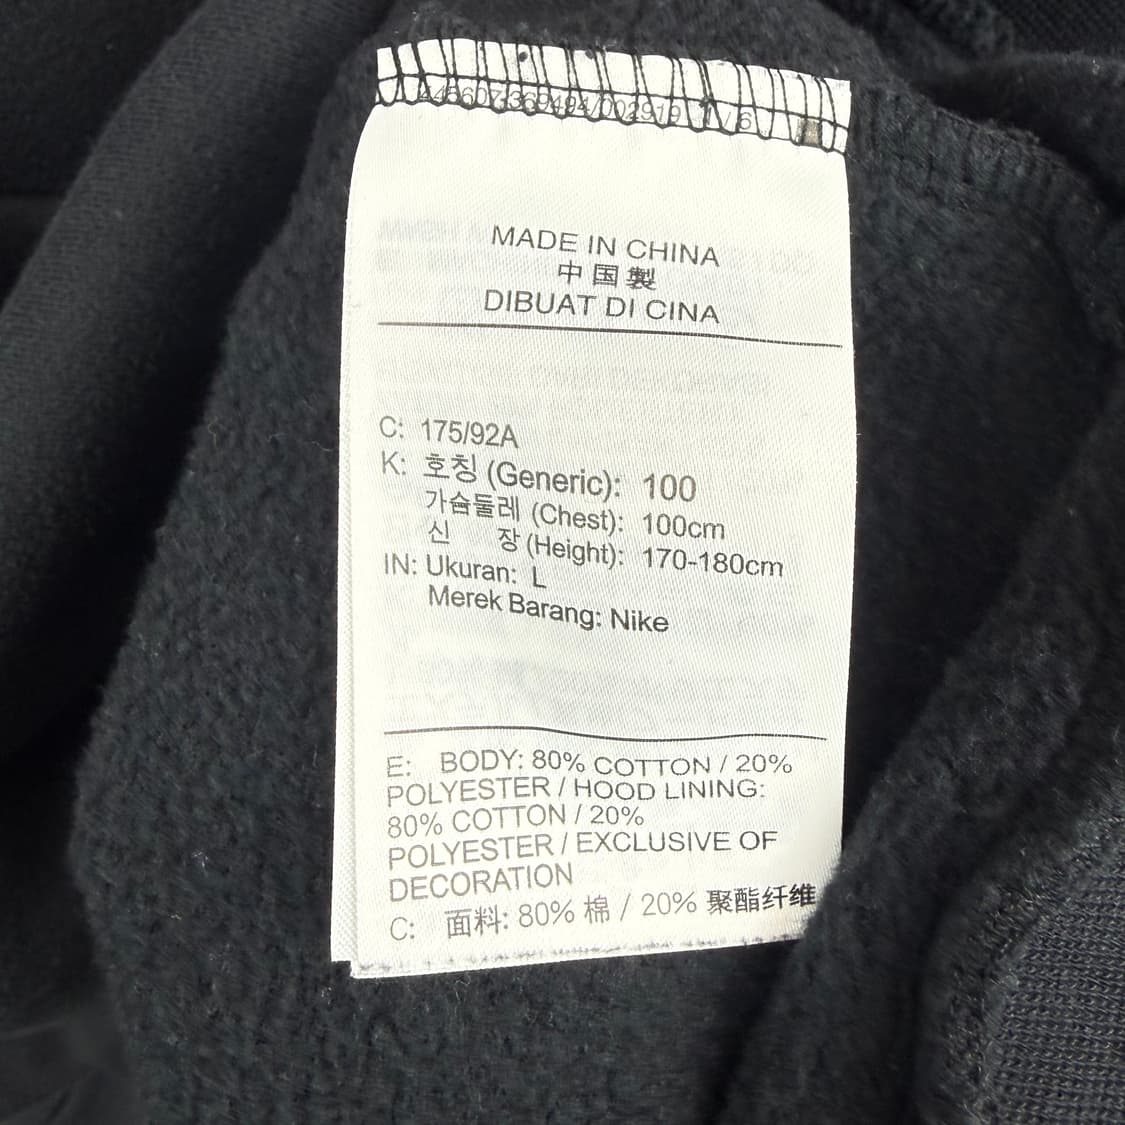 MADE IN CHINA
中国製
DIBUAT DI CINA
C: 175/92A
K: 호칭 (Generic): 100
가슴둘레 (Chest): 100cm
신 장 (Height): 170-180cm
IN: Ukuran: L
Merek Barang: Nike
E: BODY: 80% COTTON / 20%
POLYESTER / HOOD LINING:
80% COTTON / 20%
POLYESTER / EXCLUSIVE OF
DECORATION
C: 面料: 80% 棉 / 20% 聚酯纤维